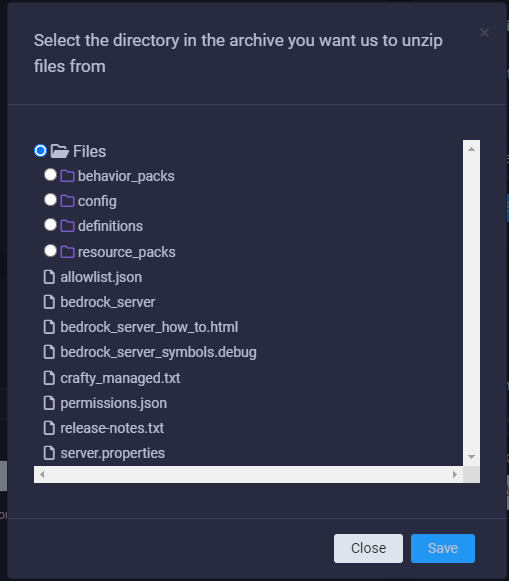 Select the directory in the archive you want us to unzip
files from
×
Files
behavior_packs
config
definitions
resource_packs
allowlist.json
bedrock_server
bedrock_server_how_to.html
bedrock_server_symbols.debug
crafty_managed.txt
permissions.json
release-notes.txt
server.properties
Close
Save